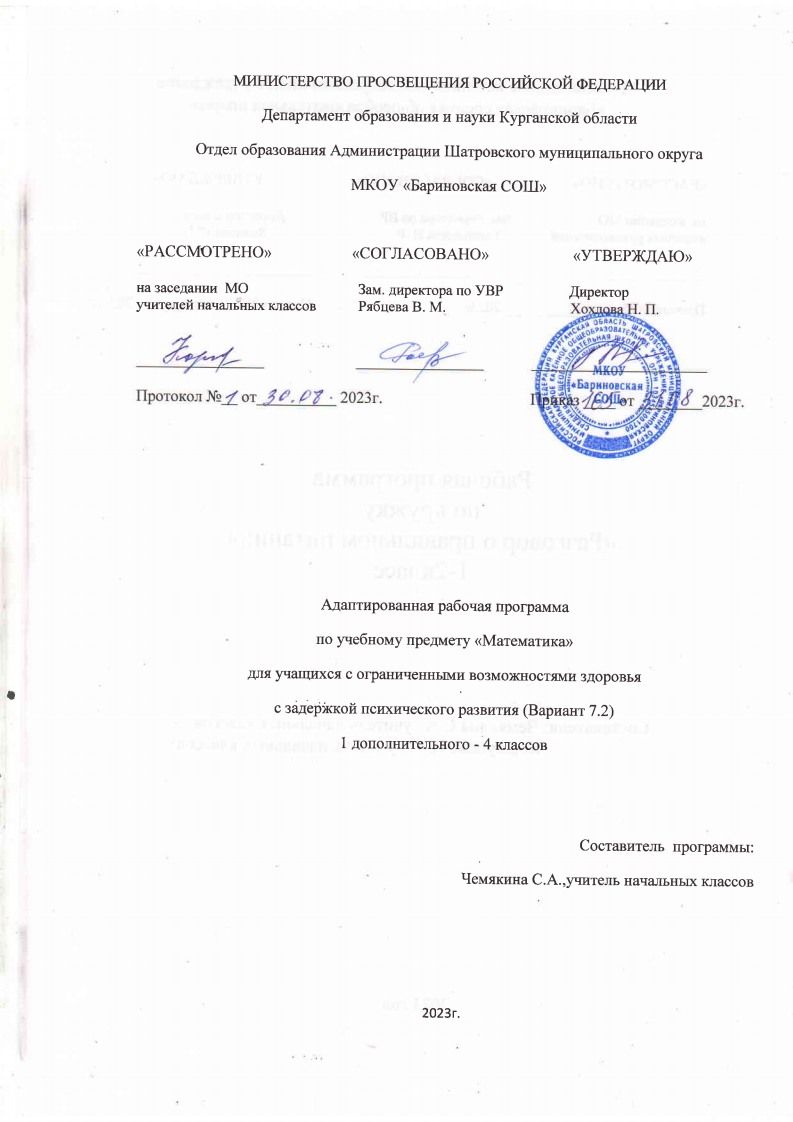 МИНИСТЕРСТВО ПРОСВЕЩЕНИЯ РОССИЙСКОЙ ФЕДЕРАЦИИ
Департамент образования и науки Курганской области
Отдел образования Администрации Шатровского муниципального округа
МКОУ «Бариновская СОШ»
«РАССМОТРЕНО» «СОГЛАСОВАНО» «УТВЕРЖДАЮ»
на заседании МО Зам. директора по УВР Директор
учителей начальных классов Рябцева В. М. Хохлова Н. П.
МКОУ
«Бариновская
СОШ»
Протокол № 1 от 30.08. 2023г. Приказ от 2023г.
Адаптированная рабочая программа
по учебному предмету «Математика»
для учащихся с ограниченными возможностями здоровья
с задержкой психического развития (Вариант 7.2)
1 дополнительного - 4 классов
Составитель программы:
Чемякина С.А.,учитель начальных классов
2023г.